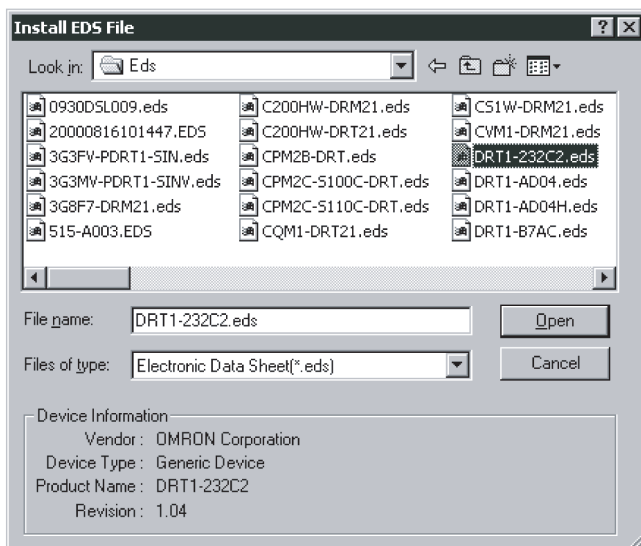 Install EDS File
Look in: Eds
0930DSL009.eds
20000816101447.EDS
3G3FV-PDRT1-SIN.eds
3G3MV-PDRT1-SINV.eds
3G8F7-DRM21.eds
515-A003.EDS
C200HW-DRM21.eds
C200HW-DRT21.eds
CPM2B-DRT.eds
CPM2C-S100C-DRT.eds
CPM2C-S110C-DRT.eds
CQM1-DRT21.eds
CS1W-DRM21.eds
CVM1-DRM21.eds
DRT1-232C2.eds
DRT1-AD04.eds
DRT1-AD04H.eds
DRT1-B7AC.eds
File name: DRT1-232C2.eds Open
Files of type: Electronic Data Sheet(*.eds) Cancel
Device Information
Vendor : OMRON Corporation
Device Type : Generic Device
Product Name : DRT1-232C2
Revision : 1.04